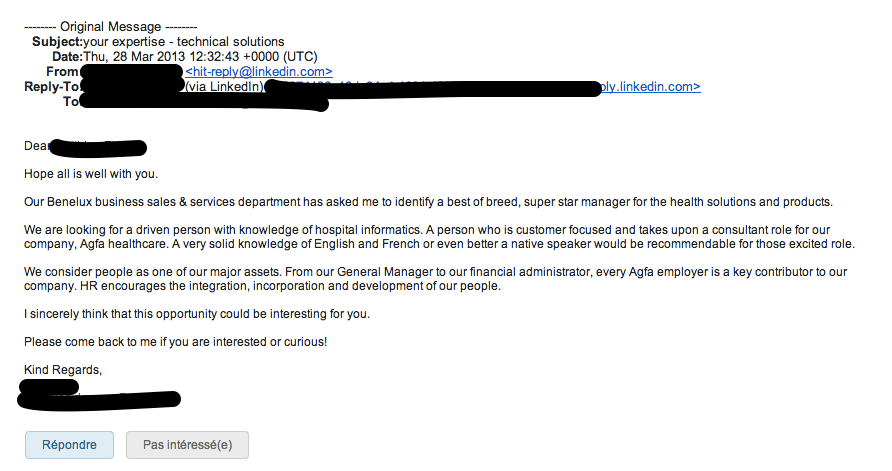 -------- Original Message --------
Subject:your expertise - technical solutions
Date:Thu, 28 Mar 2013 12:32:43 +0000 (UTC)
From <hit-reply@linkedin.com>
Reply-To: (via LinkedIn) ply.linkedin.com>
To
Dear
Hope all is well with you.
Our Benelux business sales & services department has asked me to identify a best of breed, super star manager for the health solutions and products.
We are looking for a driven person with knowledge of hospital informatics. A person who is customer focused and takes upon a consultant role for our
company, Agfa healthcare. A very solid knowledge of English and French or even better a native speaker would be recommendable for those excited role.
We consider people as one of our major assets. From our General Manager to our financial administrator, every Agfa employer is a key contributor to our
company. HR encourages the integration, incorporation and development of our people.
I sincerely think that this opportunity could be interesting for you.
Please come back to me if you are interested or curious!
Kind Regards,
Répondre Pas intéressé(e)